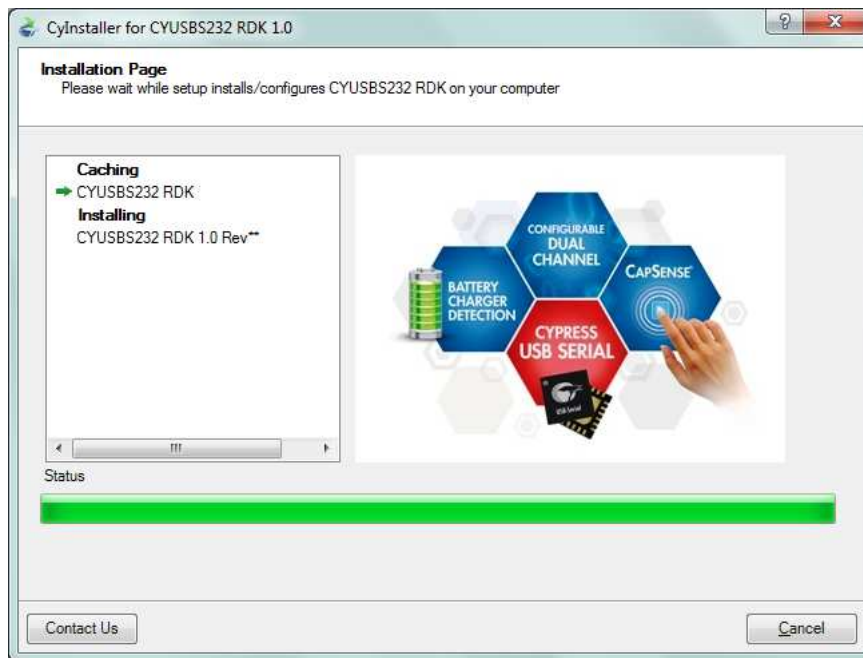 CyInstaller for CYUSBS232 RDK 1.0
Installation Page
Please wait while setup installs/configures CYUSBS232 RDK on your computer
Caching
CYUSBS232 RDK
Installing
CYUSBS232 RDK 1.0 Rev**
CONFIGURABLE
DUAL
CHANNEL
BATTERY
CHARGER
DETECTION
CAPSENSE®
CYPRESS
USB SERIAL
USB Serial
Status
Contact Us
Cancel